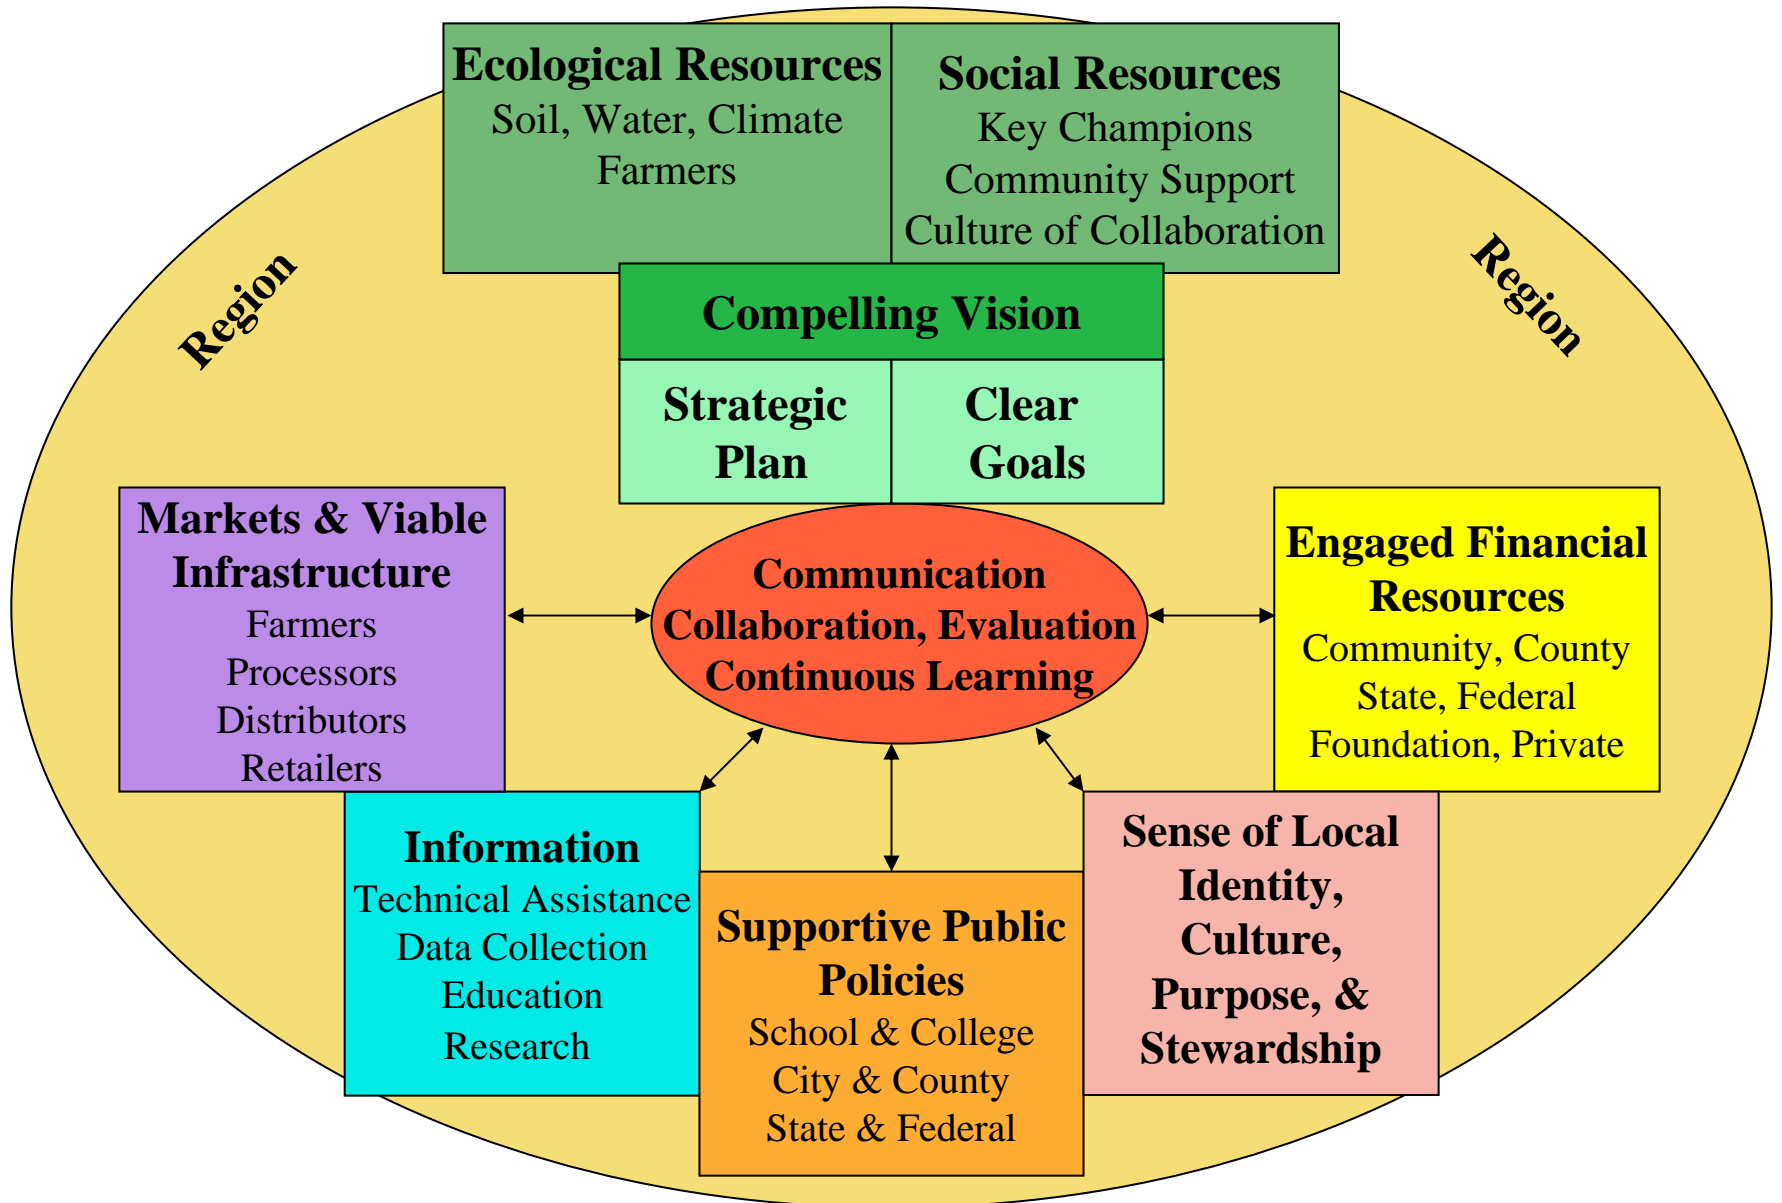 Ecological Resources
Soil, Water, Climate
Farmers
Social Resources
Key Champions
Community Support
Culture of Collaboration
Region
Region
Compelling Vision
Strategic
Plan
Clear
Goals
Markets & Viable
Infrastructure
Farmers
Processors
Distributors
Retailers
Communication
Collaboration, Evaluation
Continuous Learning
Engaged Financial
Resources
Community, County
State, Federal
Foundation, Private
Information
Technical Assistance
Data Collection
Education
Research
Supportive Public
Policies
School & College
City & County
State & Federal
Sense of Local
Identity,
Culture,
Purpose, &
Stewardship